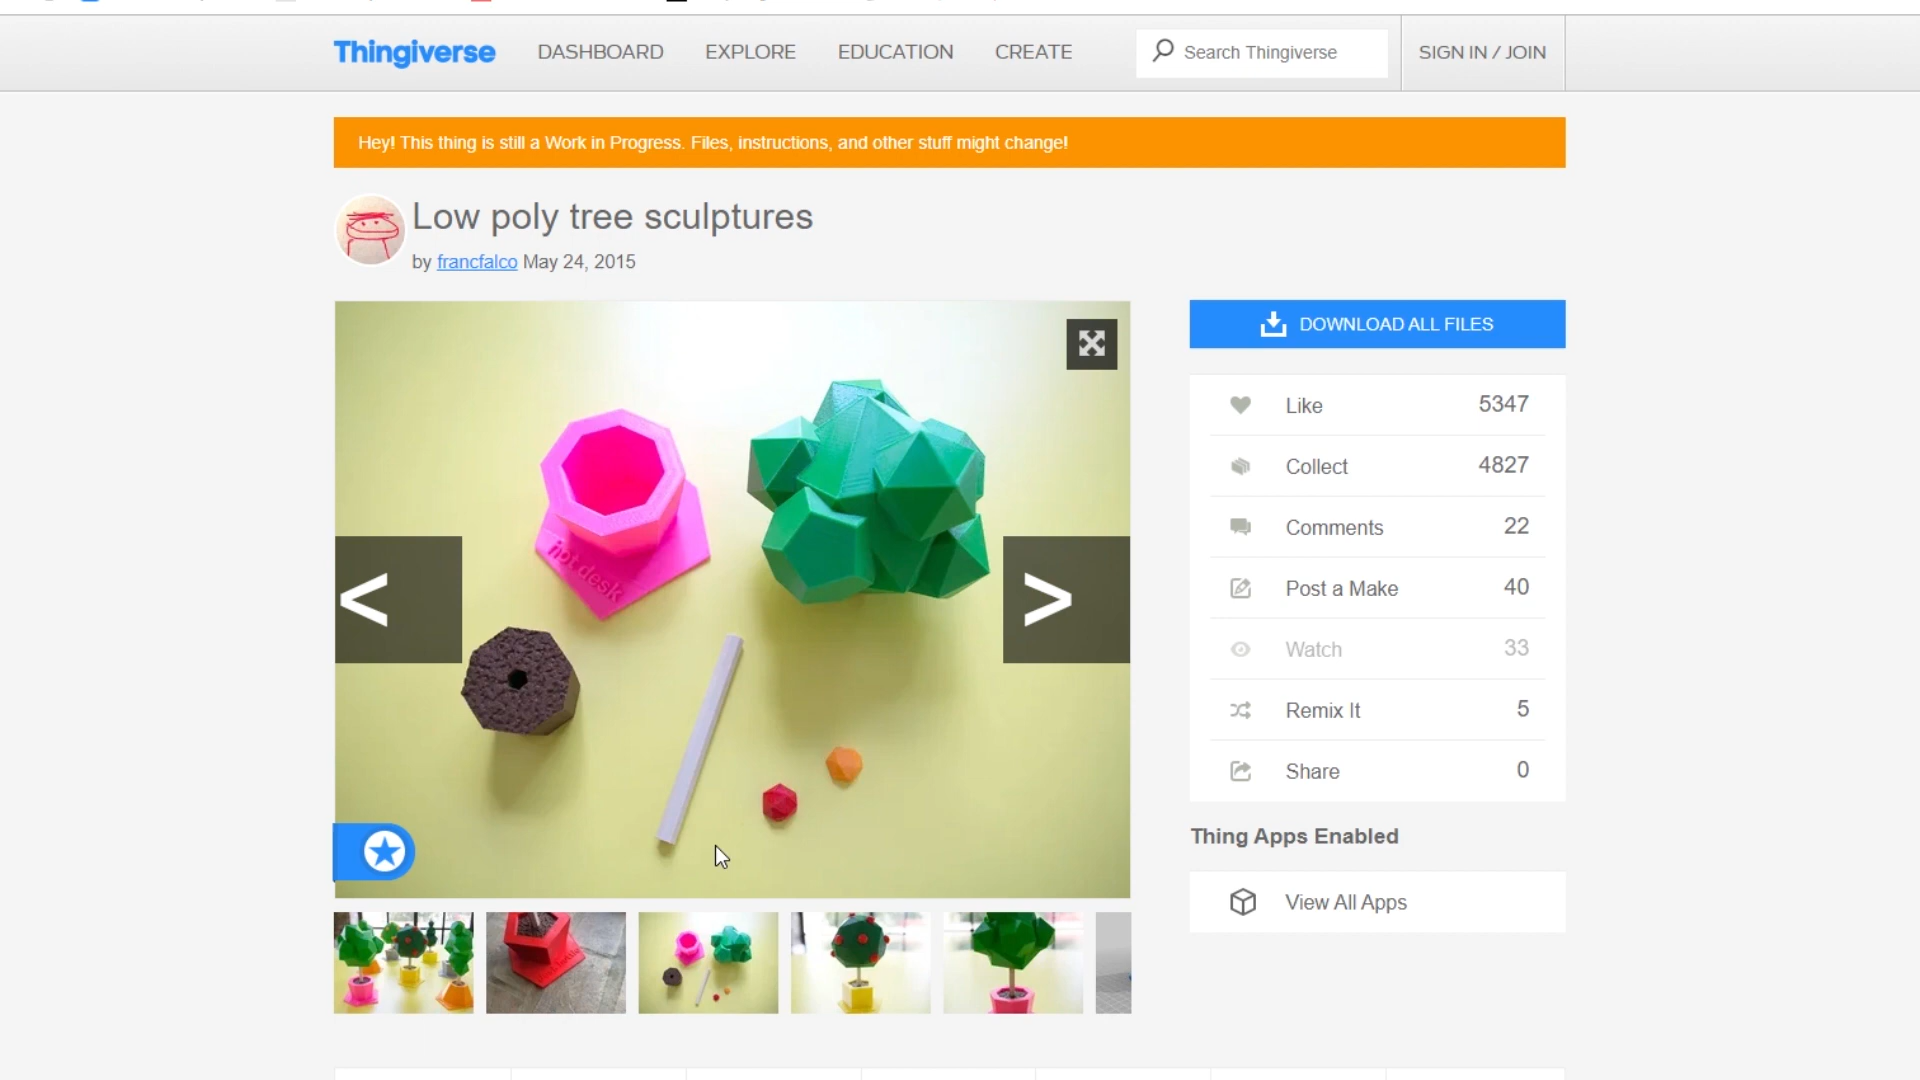 Thingiverse
DASHBOARD
EXPLORE
EDUCATION
CREATE
Search Thingiverse
SIGN IN / JOIN
Hey! This thing is still a Work in Progress. Files, instructions, and other stuff might change!
Low poly tree sculptures
by francfalco May 24, 2015
hot desk
<
>
DOWNLOAD ALL FILES
Like 5347
Collect 4827
Comments 22
Post a Make 40
Watch 33
Remix It 5
Share 0
Thing Apps Enabled
View All Apps